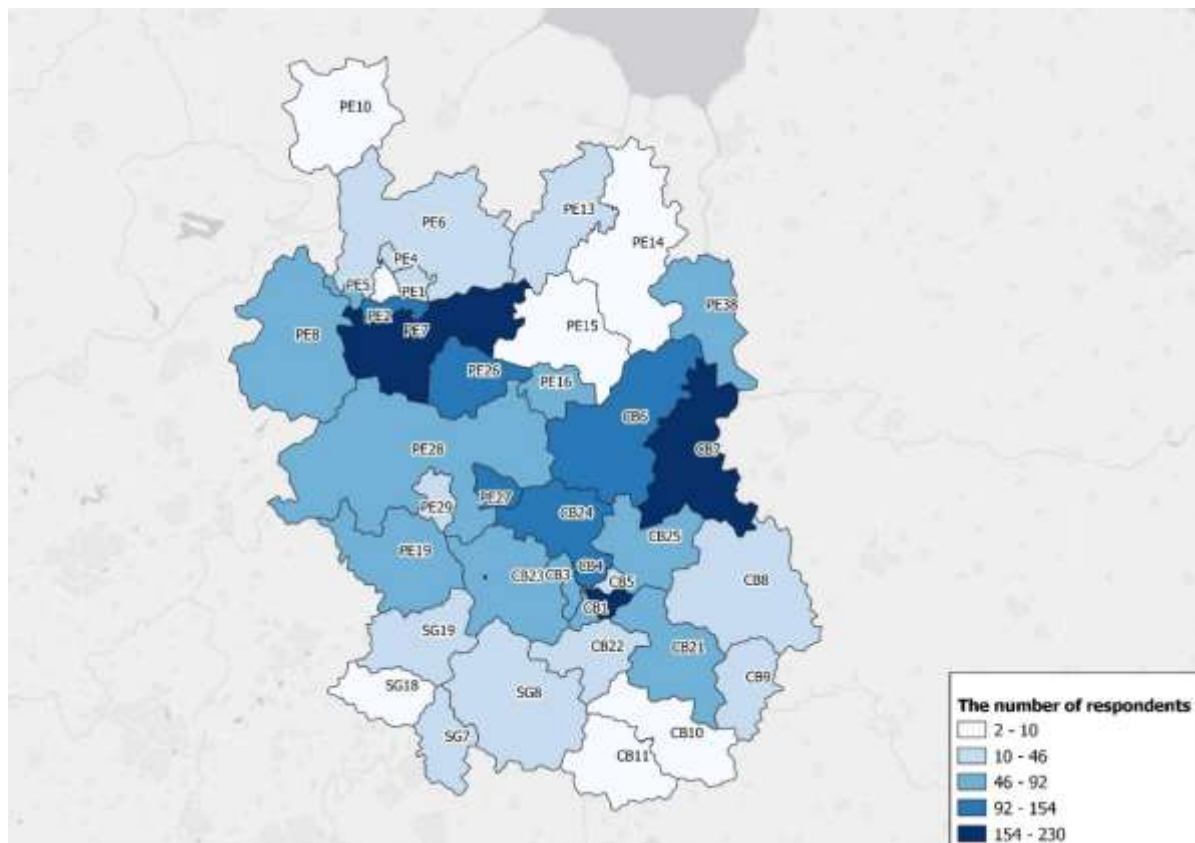 PE10
PE13
PE6
PE14
PE4
PE5
PE1
PE38
PE2
PE7
PE15
PE8
PE26
PE16
CB6
PE28
CB7
PE27
PE29
CB24
CB25
PE19
CB4
CB23
CB3
CB5
CB8
CB1
SG19
CB22
CB21
CB9
SG18
SG8
CB10
SG7
CB11
The number of respondents
2 - 10
10 - 46
46 - 92
92 - 154
154 - 230